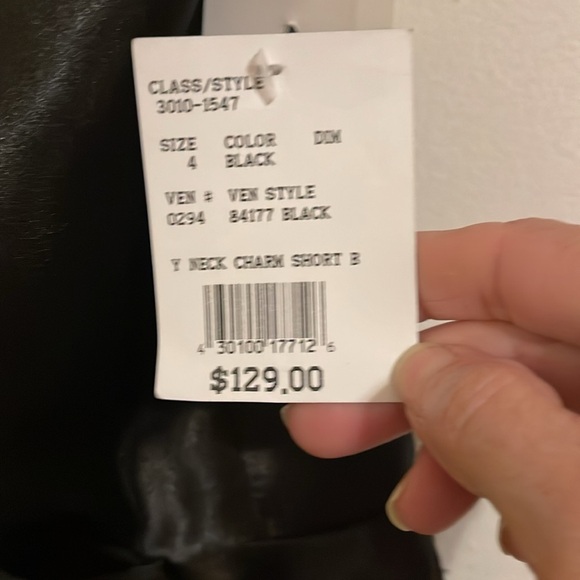 CLASS/STYLE
3010-1547
SIZE COLOR DIM
4 BLACK
VEN # VEN STYLE
0294 84177 BLACK
Y NECK CHARM SHORT B
4 30100 17712 6
$129.00